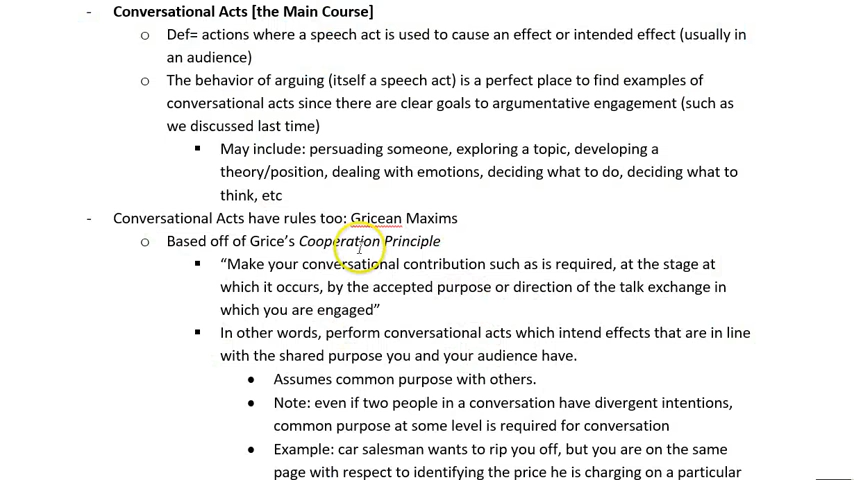 - Conversational Acts [the Main Course]
o Def= actions where a speech act is used to cause an effect or intended effect (usually in
an audience)
o The behavior of arguing (itself a speech act) is a perfect place to find examples of
conversational acts since there are clear goals to argumentative engagement (such as
we discussed last time)
▪ May include: persuading someone, exploring a topic, developing a
theory/position, dealing with emotions, deciding what to do, deciding what to
think, etc
- Conversational Acts have rules too: Gricean Maxims
o Based off of Grice's Cooperation Principle
▪ “Make your conversational contribution such as is required, at the stage at
which it occurs, by the accepted purpose or direction of the talk exchange in
which you are engaged”
▪ In other words, perform conversational acts which intend effects that are in line
with the shared purpose you and your audience have.
• Assumes common purpose with others.
• Note: even if two people in a conversation have divergent intentions,
common purpose at some level is required for conversation
• Example: car salesman wants to rip you off, but you are on the same
page with respect to identifying the price he is charging on a particular